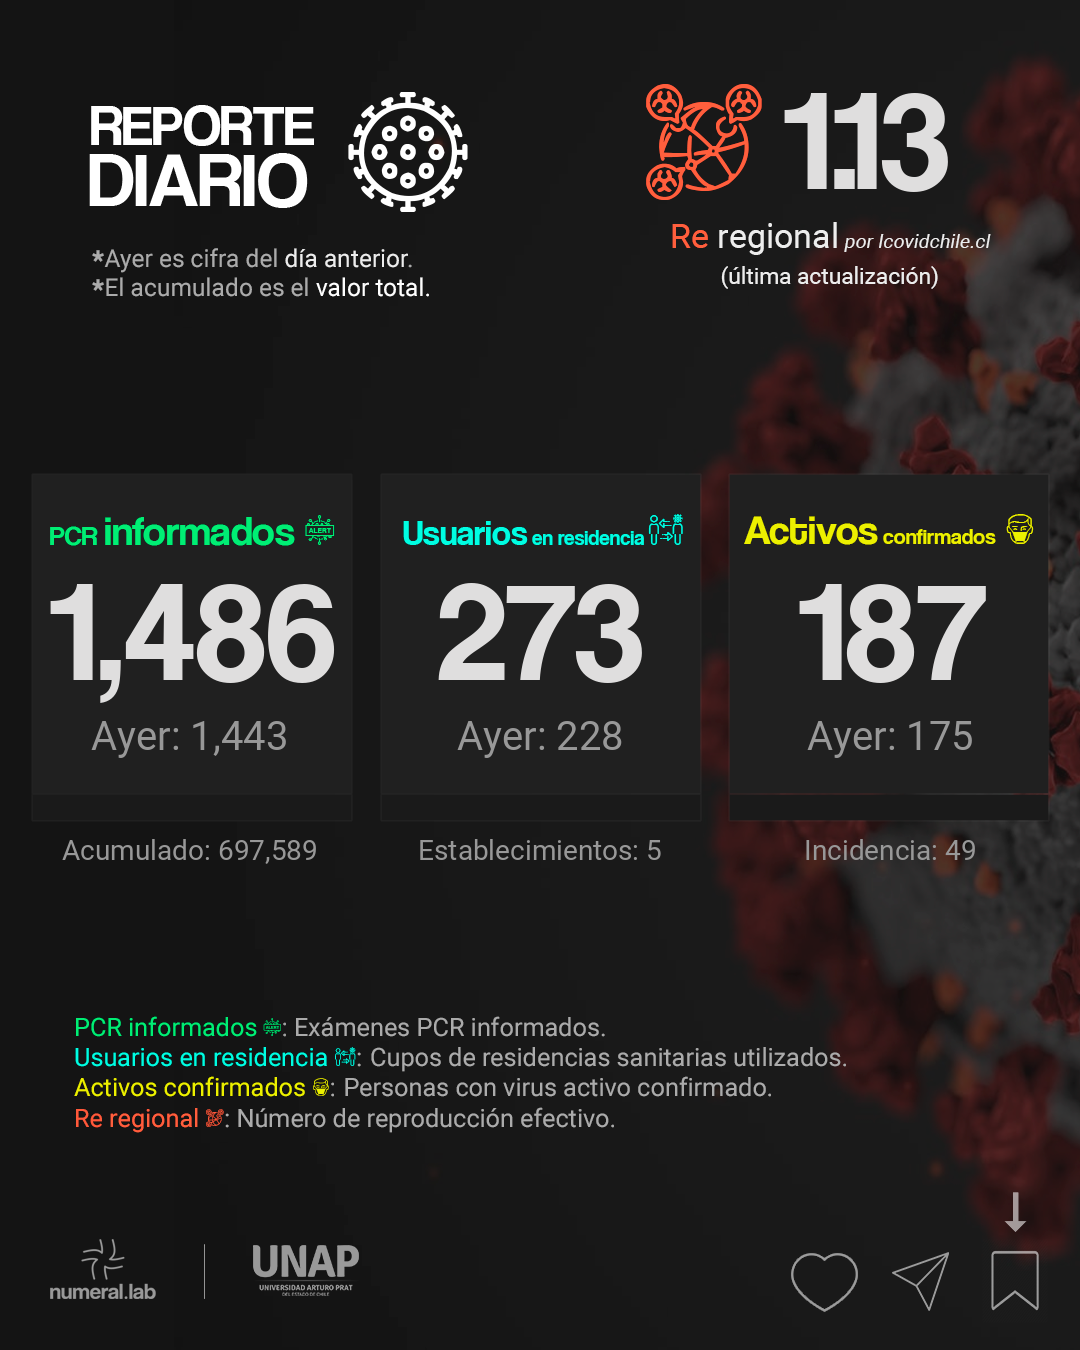 REPORTE
DIARIO
*Ayer es cifra del día anterior.
*El acumulado es el valor total.
1.13
Re regional por Icovidchile.cl
(última actualización)
PCR informados ALERT
1,486
Ayer: 1,443
Acumulado: 697,589
Usuarios en residencia
273
Ayer: 228
Establecimientos: 5
Activos confirmados
187
Ayer: 175
Incidencia: 49
PCR informados ALERT: Exámenes PCR informados.
Usuarios en residencia : Cupos de residencias sanitarias utilizados.
Activos confirmados : Personas con virus activo confirmado.
Re regional : Número de reproducción efectivo.
numeral.lab
UNAP
UNIVERSIDAD ARTURO PRAT
DEL ESTADO DE CHILE